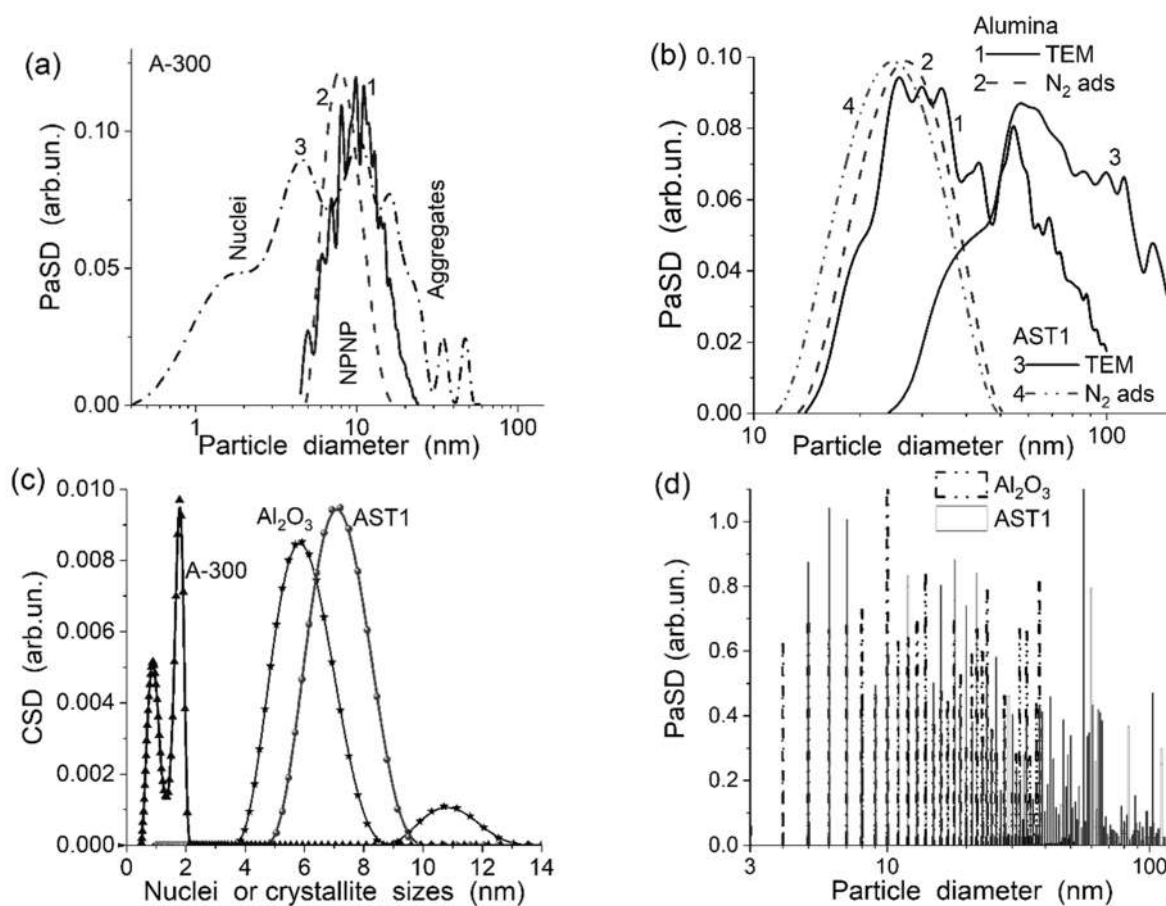 (a)
A-300
PaSD (arb.un.)
0.10
0.05
0.00
1
2
3
Nuclei
NPNP
Aggregates
1
10
100
Particle diameter (nm)
(b)
Alumina
1 TEM
2 N₂ ads
PaSD (arb.un.)
0.10
0.08
0.06
0.04
0.02
0.00
4
2
1
3
AST1
3 TEM
4 N₂ ads
10
100
Particle diameter (nm)
(c)
CSD (arb.un.)
0.010
0.008
0.006
0.004
0.002
0.000
A-300
Al₂O₃
AST1
0 2 4 6 8 10 12 14
Nuclei or crystallite sizes (nm)
(d)
Al₂O₃
AST1
PaSD (arb.un.)
1.0
0.8
0.6
0.4
0.2
0.0
3
10
100
Particle diameter (nm)